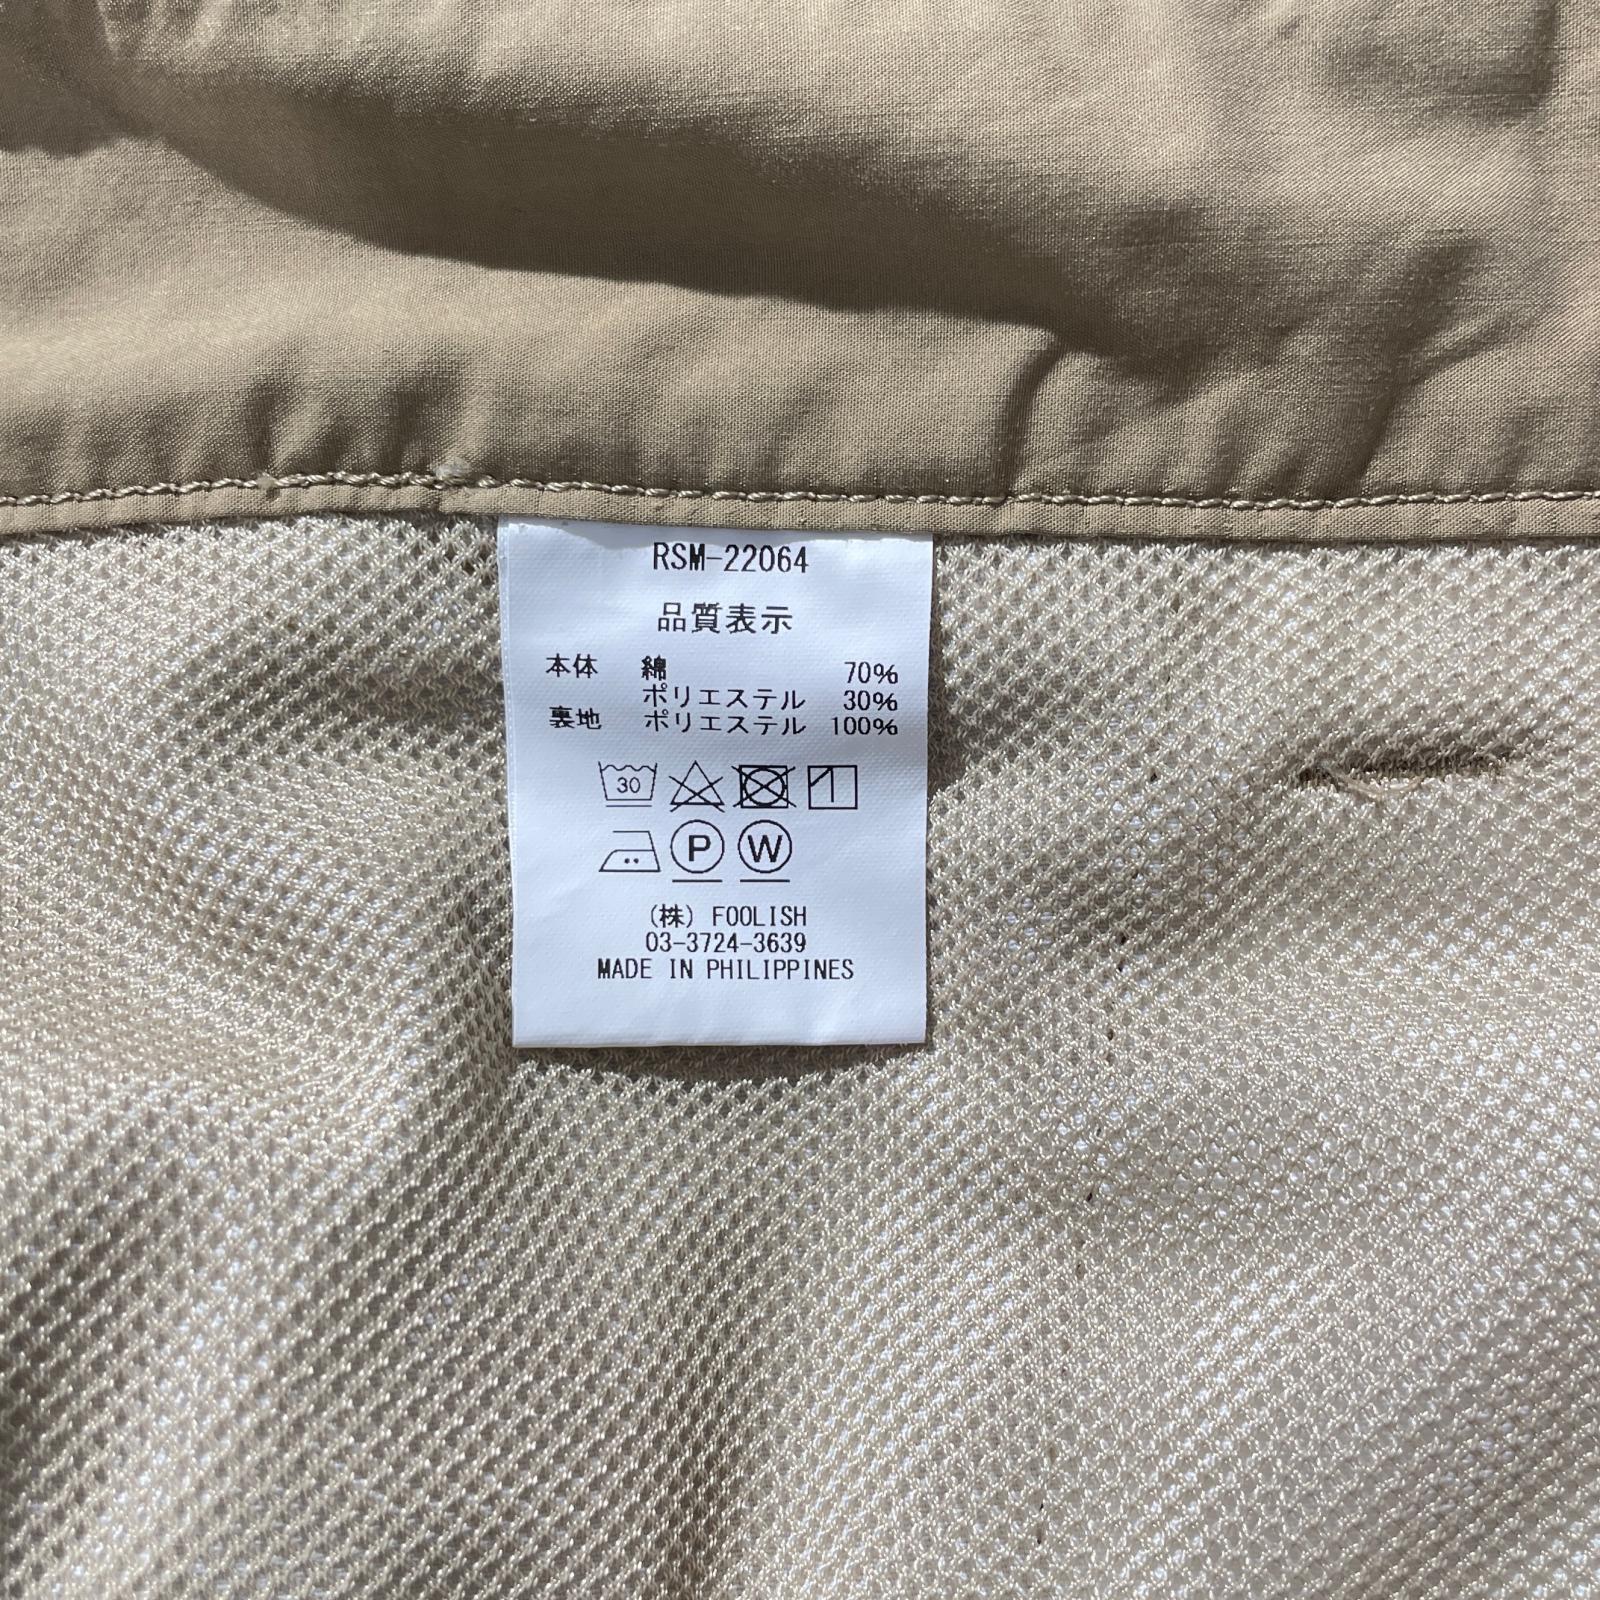 RSM-22064
品質表示
本体 綿 70%
ポリエステル 30%
裏地 ポリエステル 100%
30
P W
(株) FOOLISH
03-3724-3639
MADE IN PHILIPPINES